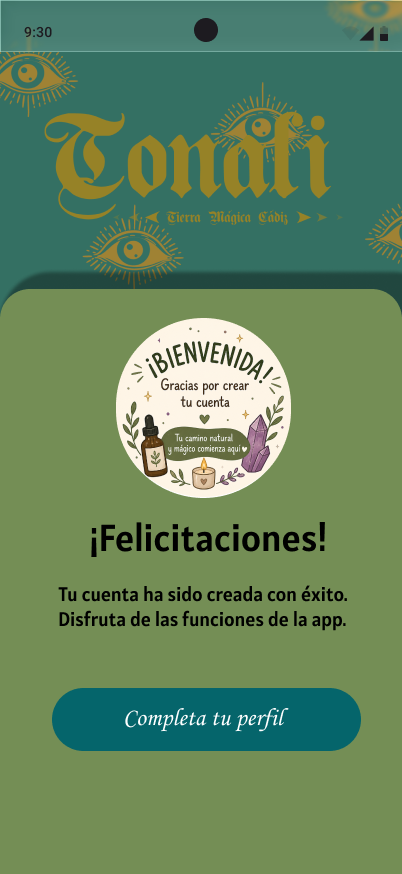 9:30
Tonaki
Tierra Mágica Cádiz
¡BIENVENIDA!
Gracias por crear
tu cuenta
Tu camino natural
y mágico comienza aquí
¡Felicitaciones!
Tu cuenta ha sido creada con éxito.
Disfruta de las funciones de la app.
Completa tu perfil